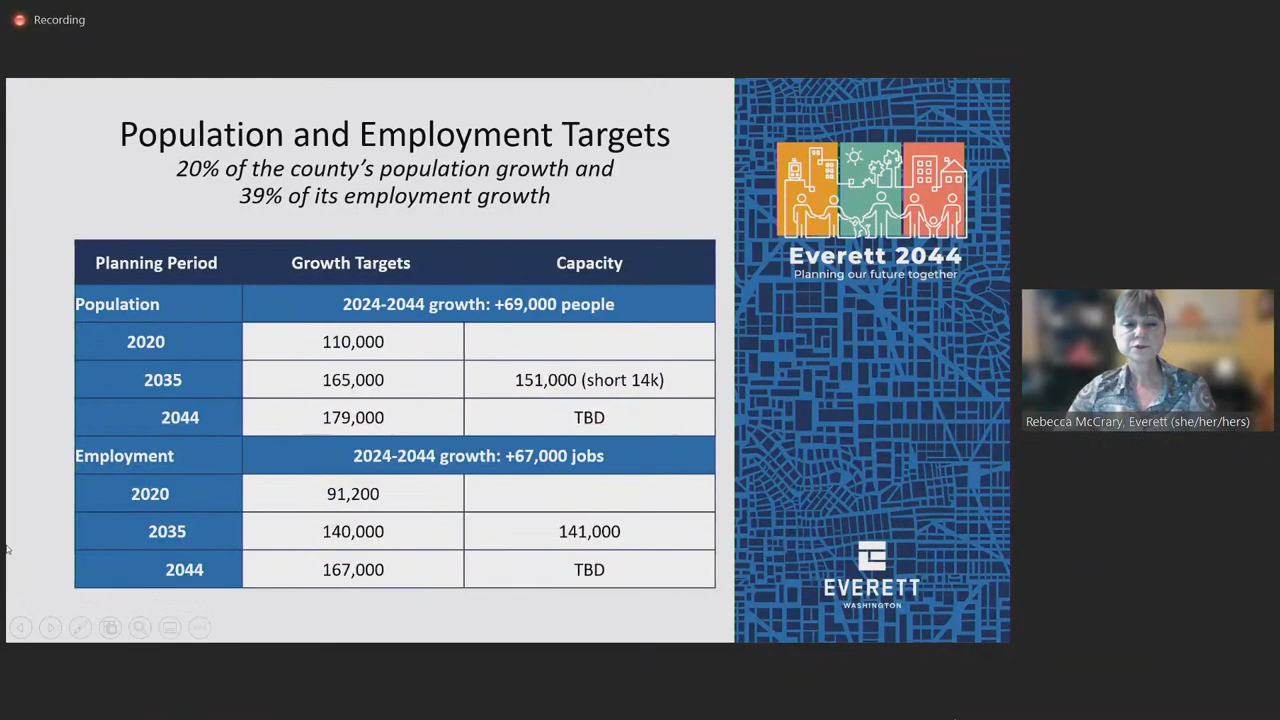 Recording
Population and Employment Targets
20% of the county's population growth and
39% of its employment growth
Planning Period Growth Targets Capacity
Population 2024-2044 growth: +69,000 people
2020 110,000
2035 165,000 151,000 (short 14k)
2044 179,000 TBD
Employment 2024-2044 growth: +67,000 jobs
2020 91,200
2035 140,000 141,000
2044 167,000 TBD
Everett 2044
Planning our future together
EVERETT
WASHINGTON
Rebecca McCrary, Everett (she/her/hers)